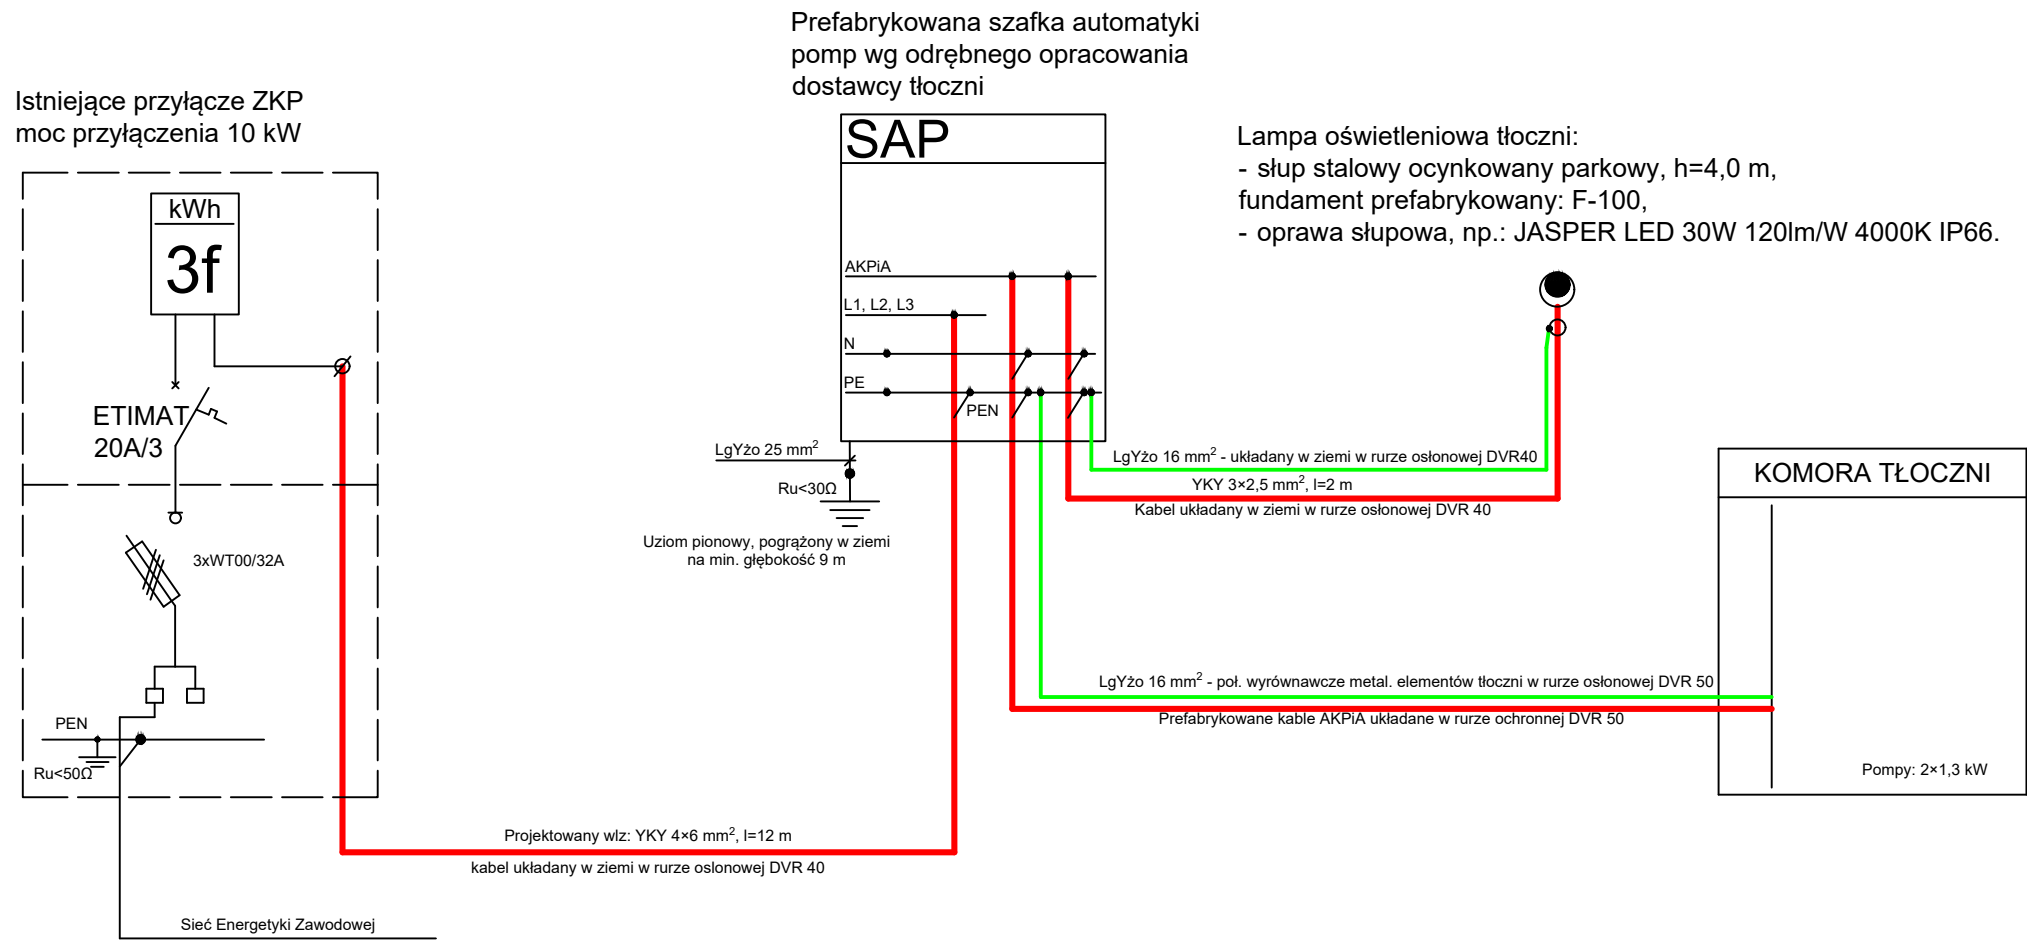 Prefabrykowana szafka automatyki
pomp wg odrębnego opracowania
dostawcy tłoczni
Istniejące przyłącze ZKP
moc przyłączenia 10 kW
SAP
Lampa oświetleniowa tłoczni:
- słup stalowy ocynkowany parkowy, h=4,0 m,
fundament prefabrykowany: F-100,
- oprawa słupowa, np.: JASPER LED 30W 120lm/W 4000K IP66.
kWh
3f
AKPiA
L1, L2, L3
N
PE
PEN
ETIMAT
20A/3
LgYżo 25 mm²
Ru<30Ω
Uziom pionowy, pogrążony w ziemi
na min. głębokość 9 m
LgYżo 16 mm² - układany w ziemi w rurze osłonowej DVR40
YKY 3×2,5 mm², l=2 m
Kabel układany w ziemi w rurze osłonowej DVR 40
KOMORA TŁOCZNI
3xWT00/32A
LgYżo 16 mm² - poł. wyrównawcze metal. elementów tłoczni w rurze osłonowej DVR 50
Prefabrykowane kable AKPiA układane w rurze ochronnej DVR 50
PEN
Ru<50Ω
Pompy: 2×1,3 kW
Projektowany wlz: YKY 4×6 mm², l=12 m
kabel układany w ziemi w rurze oslonowej DVR 40
Sieć Energetyki Zawodowej